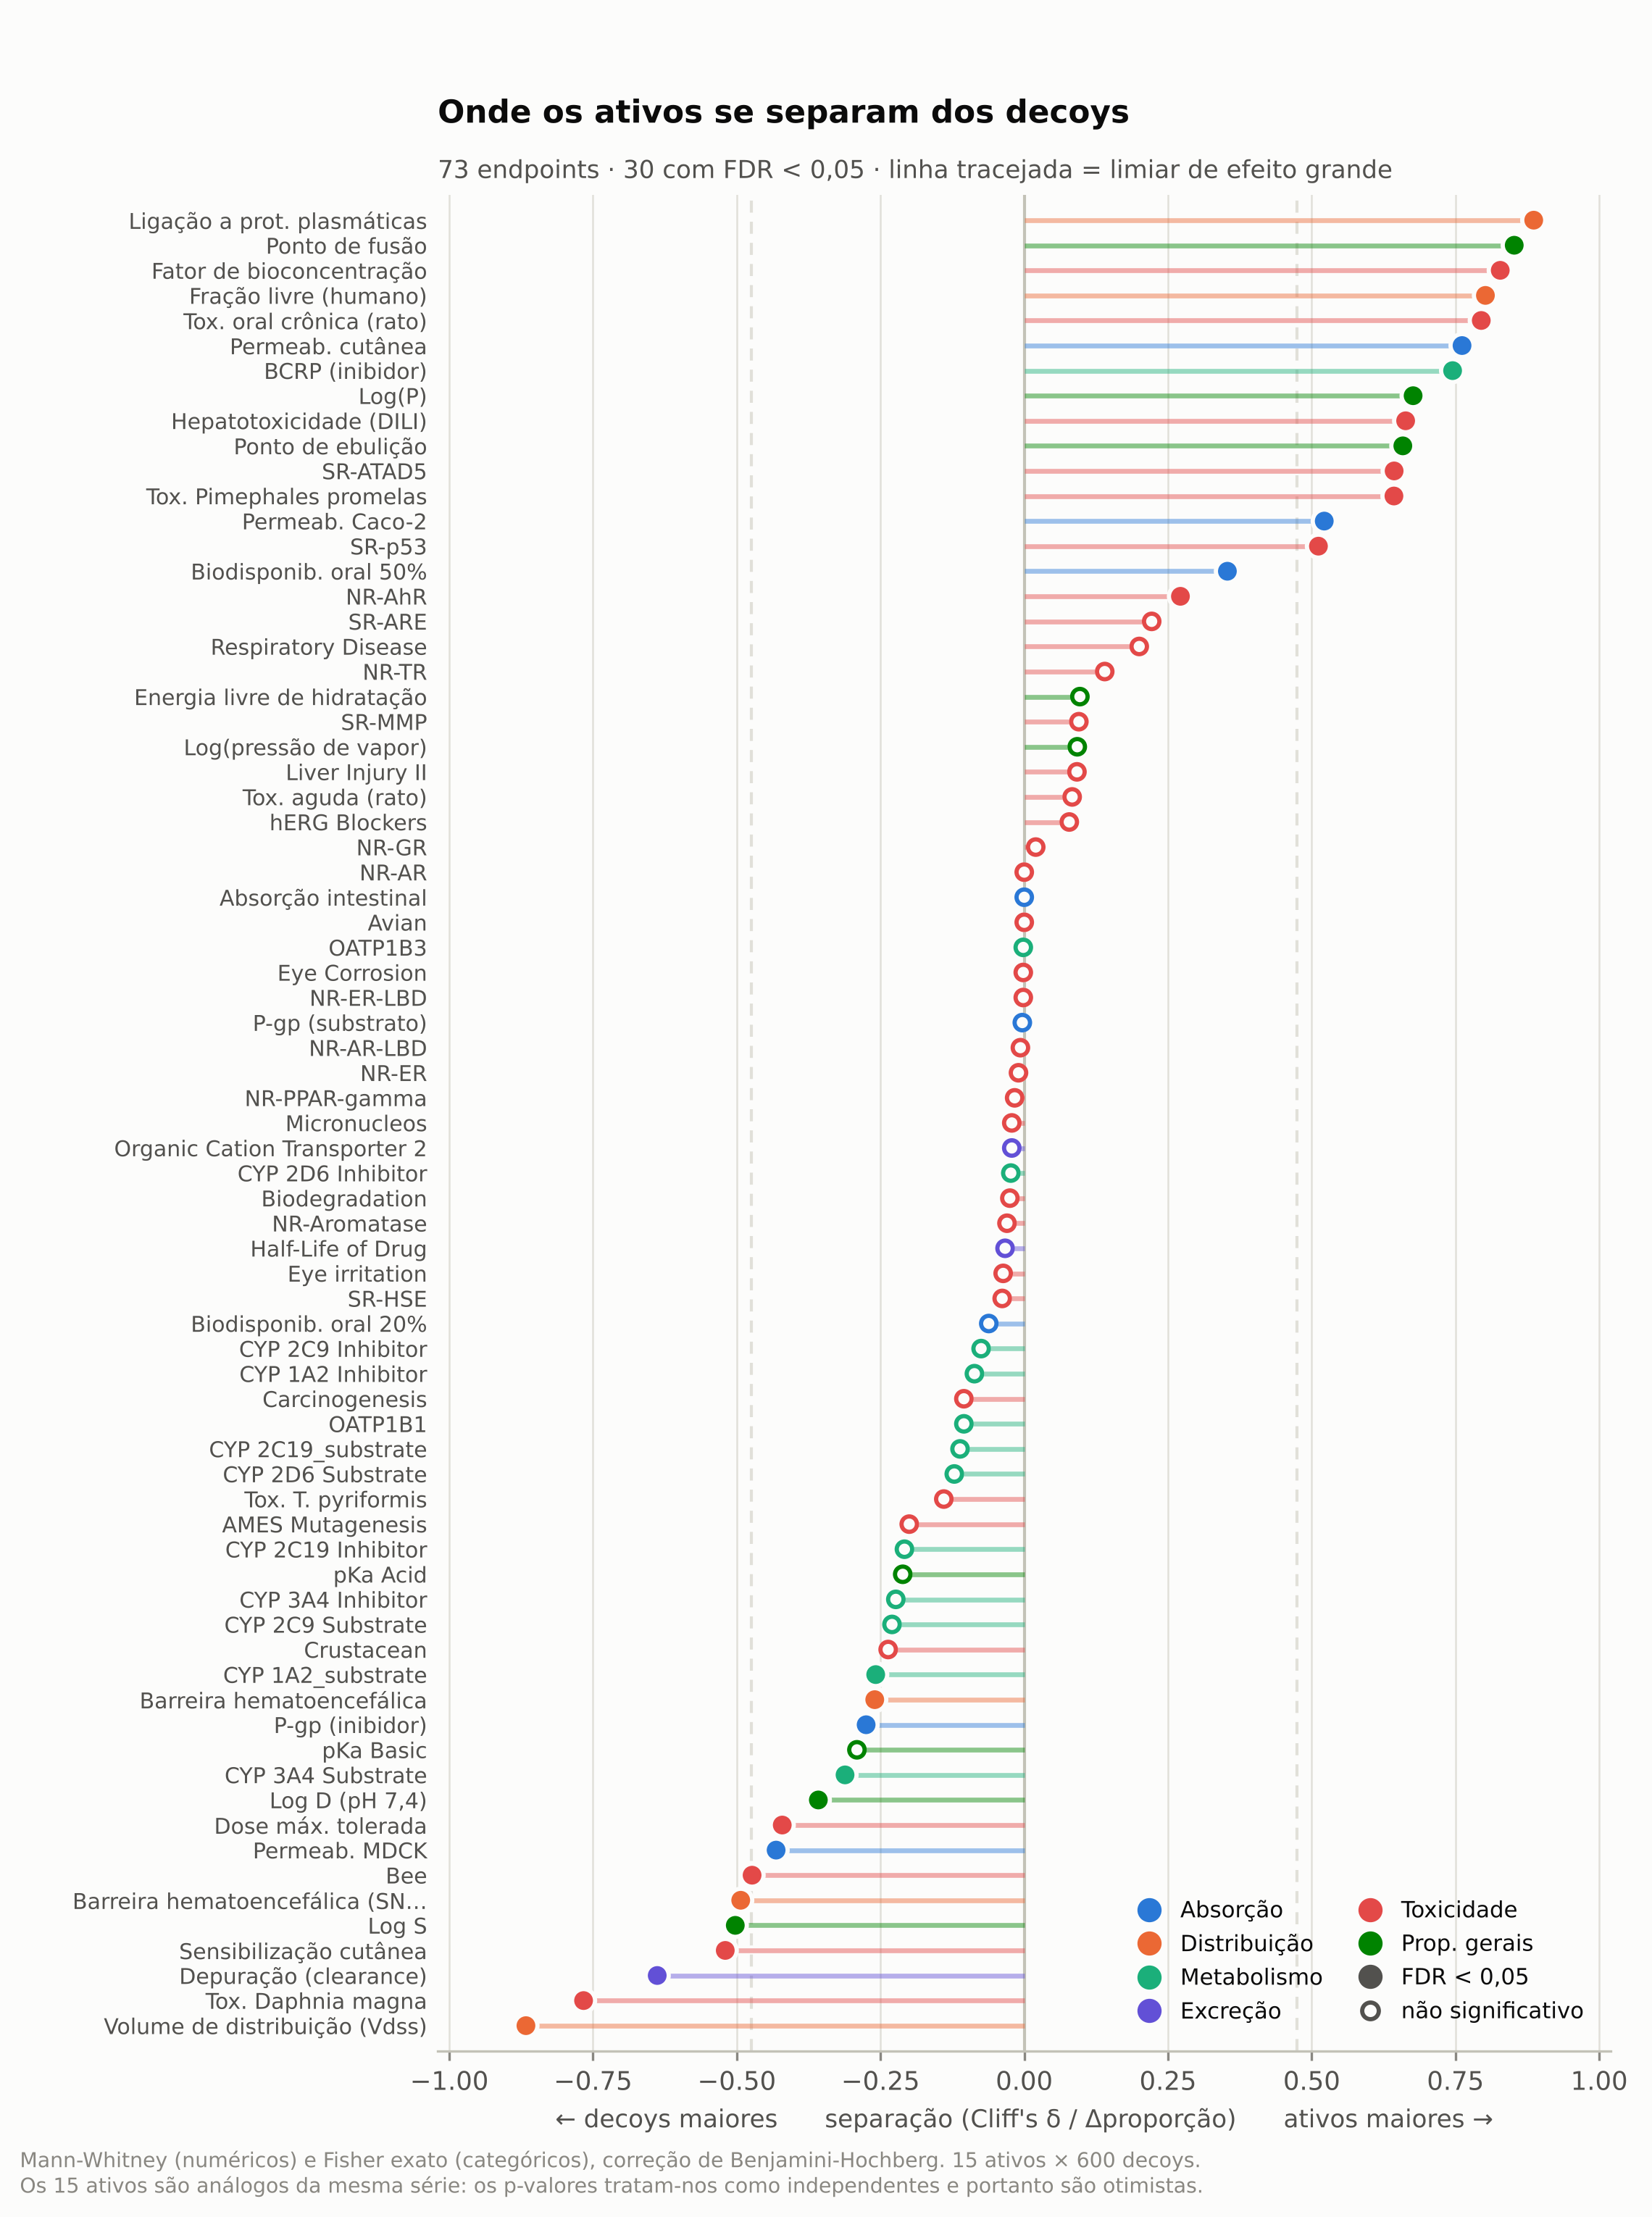 Onde os ativos se separam dos decoys
73 endpoints · 30 com FDR < 0,05 · linha tracejada = limiar de efeito grande
Ligação a prot. plasmáticas
Ponto de fusão
Fator de bioconcentração
Fração livre (humano)
Tox. oral crônica (rato)
Permeab. cutânea
BCRP (inibidor)
Log(P)
Hepatotoxicidade (DILI)
Ponto de ebulição
SR-ATAD5
Tox. Pimephales promelas
Permeab. Caco-2
SR-p53
Biodisponib. oral 50%
NR-AhR
SR-ARE
Respiratory Disease
NR-TR
Energia livre de hidratação
SR-MMP
Log(pressão de vapor)
Liver Injury II
Tox. aguda (rato)
hERG Blockers
NR-GR
NR-AR
Absorção intestinal
Avian
OATP1B3
Eye Corrosion
NR-ER-LBD
P-gp (substrato)
NR-AR-LBD
NR-ER
NR-PPAR-gamma
Micronucleos
Organic Cation Transporter 2
CYP 2D6 Inhibitor
Biodegradation
NR-Aromatase
Half-Life of Drug
Eye irritation
SR-HSE
Biodisponib. oral 20%
CYP 2C9 Inhibitor
CYP 1A2 Inhibitor
Carcinogenesis
OATP1B1
CYP 2C19_substrate
CYP 2D6 Substrate
Tox. T. pyriformis
AMES Mutagenesis
CYP 2C19 Inhibitor
pKa Acid
CYP 3A4 Inhibitor
CYP 2C9 Substrate
Crustacean
CYP 1A2_substrate
Barreira hematoencefálica
P-gp (inibidor)
pKa Basic
CYP 3A4 Substrate
Log D (pH 7,4)
Dose máx. tolerada
Permeab. MDCK
Bee
Barreira hematoencefálica (SN...
Log S
Sensibilização cutânea
Depuração (clearance)
Tox. Daphnia magna
Volume de distribuição (Vdss)
Absorção
Distribuição
Metabolismo
Excreção
Toxicidade
Prop. gerais
FDR < 0,05
não significativo
−1.00 −0.75 −0.50 −0.25 0.00 0.25 0.50 0.75 1.00
← decoys maiores separação (Cliff's δ / Δproporção) ativos maiores →
Mann-Whitney (numéricos) e Fisher exato (categóricos), correção de Benjamini-Hochberg. 15 ativos × 600 decoys.
Os 15 ativos são análogos da mesma série: os p-valores tratam-nos como independentes e portanto são otimistas.